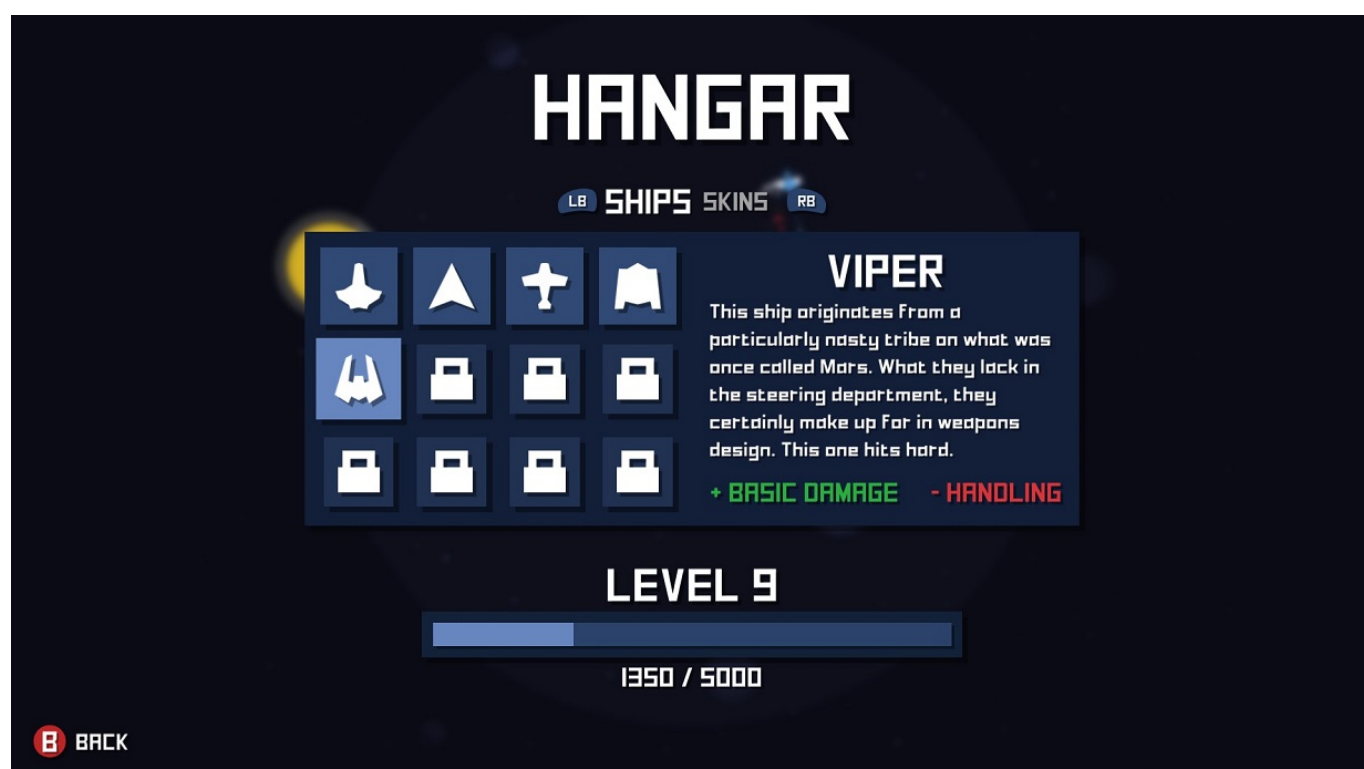 HANGAR
LB SHIPS SKINS RB
VIPER
This ship originates from a
particularly nasty tribe on what was
once called Mars. What they lack in
the steering department, they
certainly make up for in weapons
design. This one hits hard.
+ BASIC DAMAGE - HANDLING
LEVEL 9
1350 / 5000
B BACK